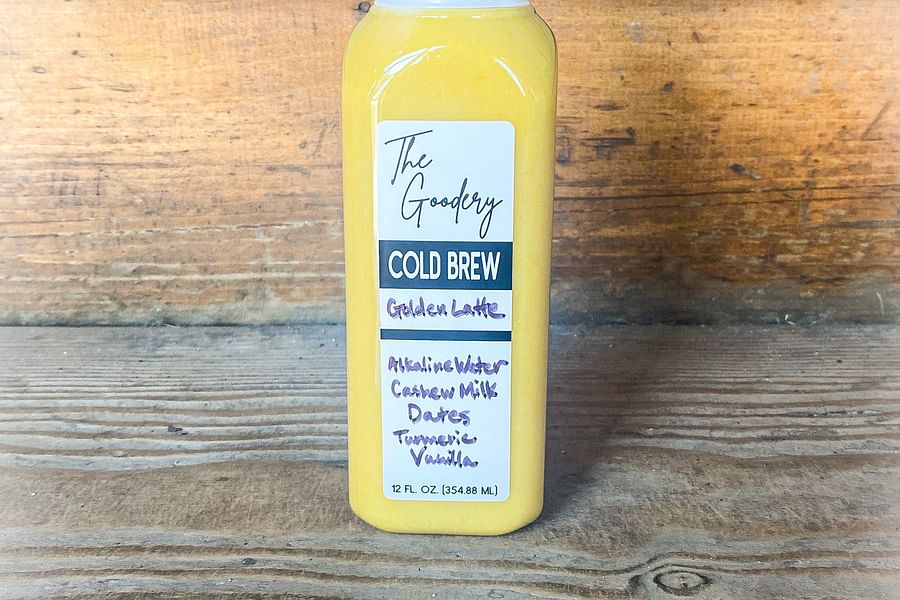 The
Goodery
COLD BREW
Golden Latte
Alkaline Water
Cashew Milk
Dates
Turmeric
Vanilla
12 FL. OZ. (354.88 ML)